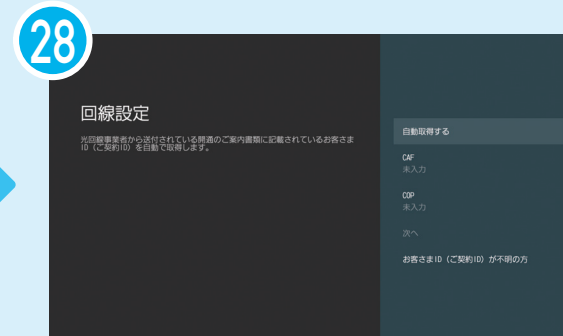 28
回線設定
光回線事業者から送付されている開通のご案内書類に記載されているお客さま
ID（ご契約ID）を自動で取得します。
自動取得する
CAF
未入力
COP
未入力
次へ
お客さまID（ご契約ID）が不明の方